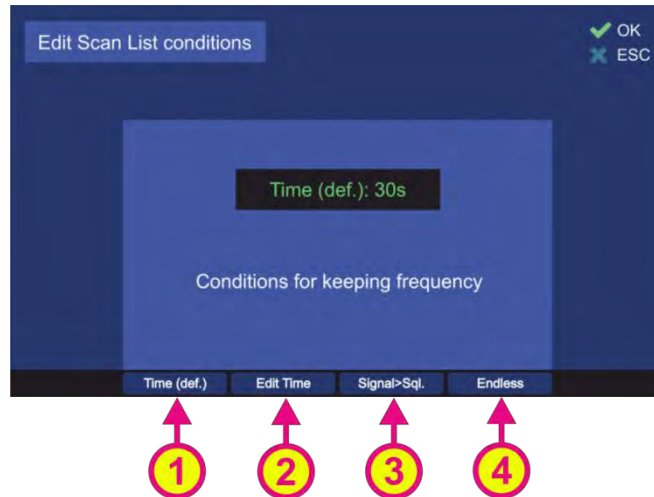 Edit Scan List conditions
OK
ESC
Time (def.): 30s
Conditions for keeping frequency
Time (def.) Edit Time Signal>Sql. Endless
1 2 3 4